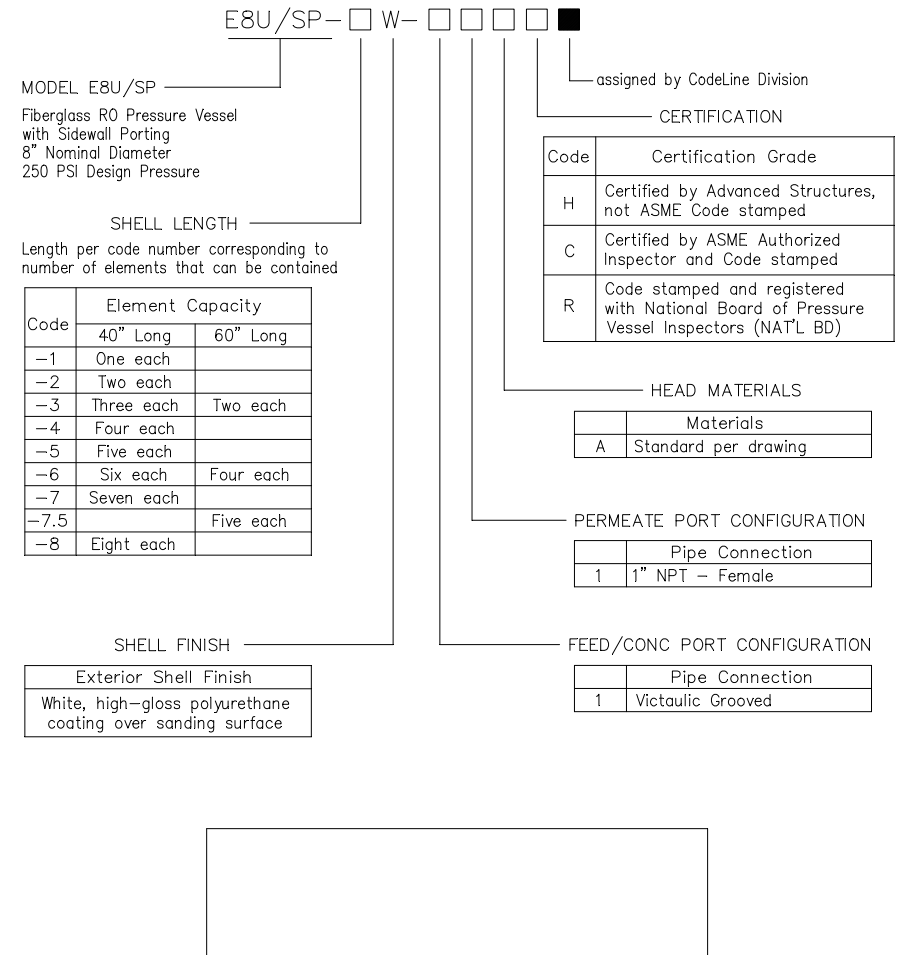 E8U/SP-□ W-□□□□■
assigned by CodeLine Division
MODEL E8U/SP
Fiberglass RO Pressure Vessel
with Sidewall Porting
8" Nominal Diameter
250 PSI Design Pressure
SHELL LENGTH
Length per code number corresponding to
number of elements that can be contained
Code Element Capacity
40" Long 60" Long
-1 One each
-2 Two each
-3 Three each Two each
-4 Four each
-5 Five each
-6 Six each Four each
-7 Seven each
-7.5 Five each
-8 Eight each
SHELL FINISH
Exterior Shell Finish
White, high-gloss polyurethane
coating over sanding surface
CERTIFICATION
Code Certification Grade
H Certified by Advanced Structures,
not ASME Code stamped
C Certified by ASME Authorized
Inspector and Code stamped
R Code stamped and registered
with National Board of Pressure
Vessel Inspectors (NAT'L BD)
HEAD MATERIALS
Materials
A Standard per drawing
PERMEATE PORT CONFIGURATION
Pipe Connection
1 1" NPT - Female
FEED/CONC PORT CONFIGURATION
Pipe Connection
1 Victaulic Grooved